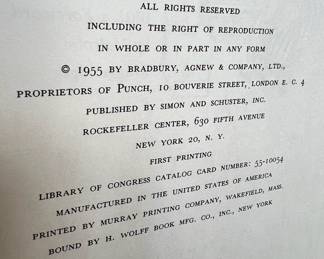 ALL RIGHTS RESERVED
INCLUDING THE RIGHT OF REPRODUCTION
IN WHOLE OR IN PART IN ANY FORM
© 1955 BY BRADBURY, AGNEW & COMPANY, LTD.,
PROPRIETORS OF PUNCH, 10 BOUVERIE STREET, LONDON E. C. 4
PUBLISHED BY SIMON AND SCHUSTER, INC.
ROCKEFELLER CENTER, 630 FIFTH AVENUE
NEW YORK 20, N. Y.
FIRST PRINTING
LIBRARY OF CONGRESS CATALOG CARD NUMBER: 55-10054
MANUFACTURED IN THE UNITED STATES OF AMERICA
PRINTED BY MURRAY PRINTING COMPANY, WAKEFIELD, MASS.
BOUND BY H. WOLFF BOOK MFG. CO., INC., NEW YORK